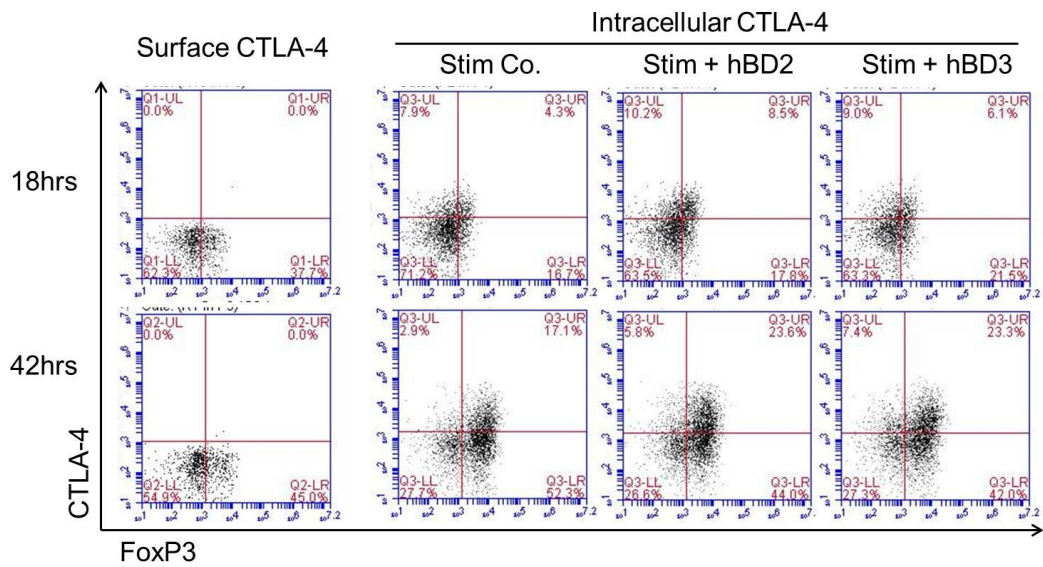 Intracellular CTLA-4
Surface CTLA-4
Stim Co.
Stim + hBD2
Stim + hBD3
18hrs
Q1-UL
0.0%
Q1-UR
0.0%
Q1-LL
62.3%
Q1-LR
37.7%
Q3-UL
7.9%
Q3-UR
4.3%
Q3-LL
71.2%
Q3-LR
16.7%
Q3-UL
10.2%
Q3-UR
8.5%
Q3-LL
63.5%
Q3-LR
17.8%
Q3-UL
9.0%
Q3-UR
6.1%
Q3-LL
63.3%
Q3-LR
21.5%
42hrs
Q2-UL
0.0%
Q2-UR
0.0%
Q2-LL
54.9%
Q2-LR
45.0%
Q3-UL
2.9%
Q3-UR
17.1%
Q3-LL
27.7%
Q3-LR
52.3%
Q3-UL
5.8%
Q3-UR
23.6%
Q3-LL
26.6%
Q3-LR
44.0%
Q3-UL
7.4%
Q3-UR
23.3%
Q3-LL
27.3%
Q3-LR
42.0%
CTLA-4
FoxP3